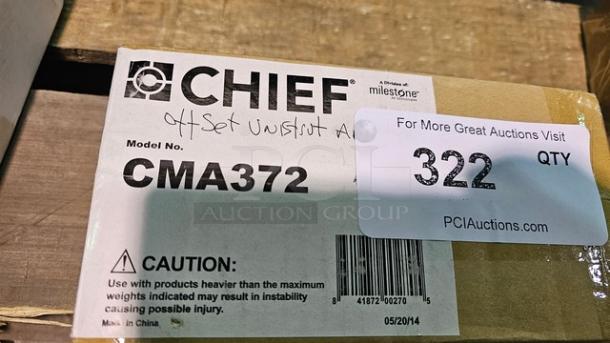 CHIEF®
A Division of:
milestone
offset unistrut
Model No.
CMA372
For More Great Auctions Visit
322 QTY
PCIAuctions.com
PCI
AUCTION GROUP
CAUTION:
Use with products heavier than the maximum
weights indicated may result in instability
causing possible injury.
Made in China
8 41872 00270 5
05/20/14